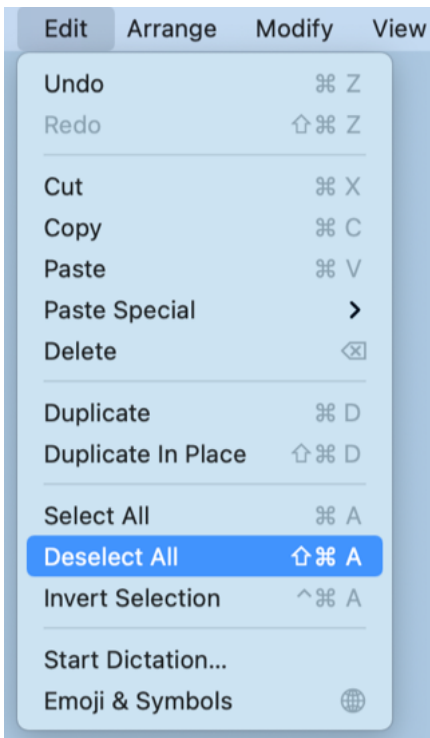 Edit Arrange Modify View
Undo ⌘ Z
Redo ⇧⌘ Z
Cut ⌘ X
Copy ⌘ C
Paste ⌘ V
Paste Special
Delete ⌫
Duplicate ⌘ D
Duplicate In Place ⇧⌘ D
Select All ⌘ A
Deselect All ⇧⌘ A
Invert Selection ^⌘ A
Start Dictation...
Emoji & Symbols